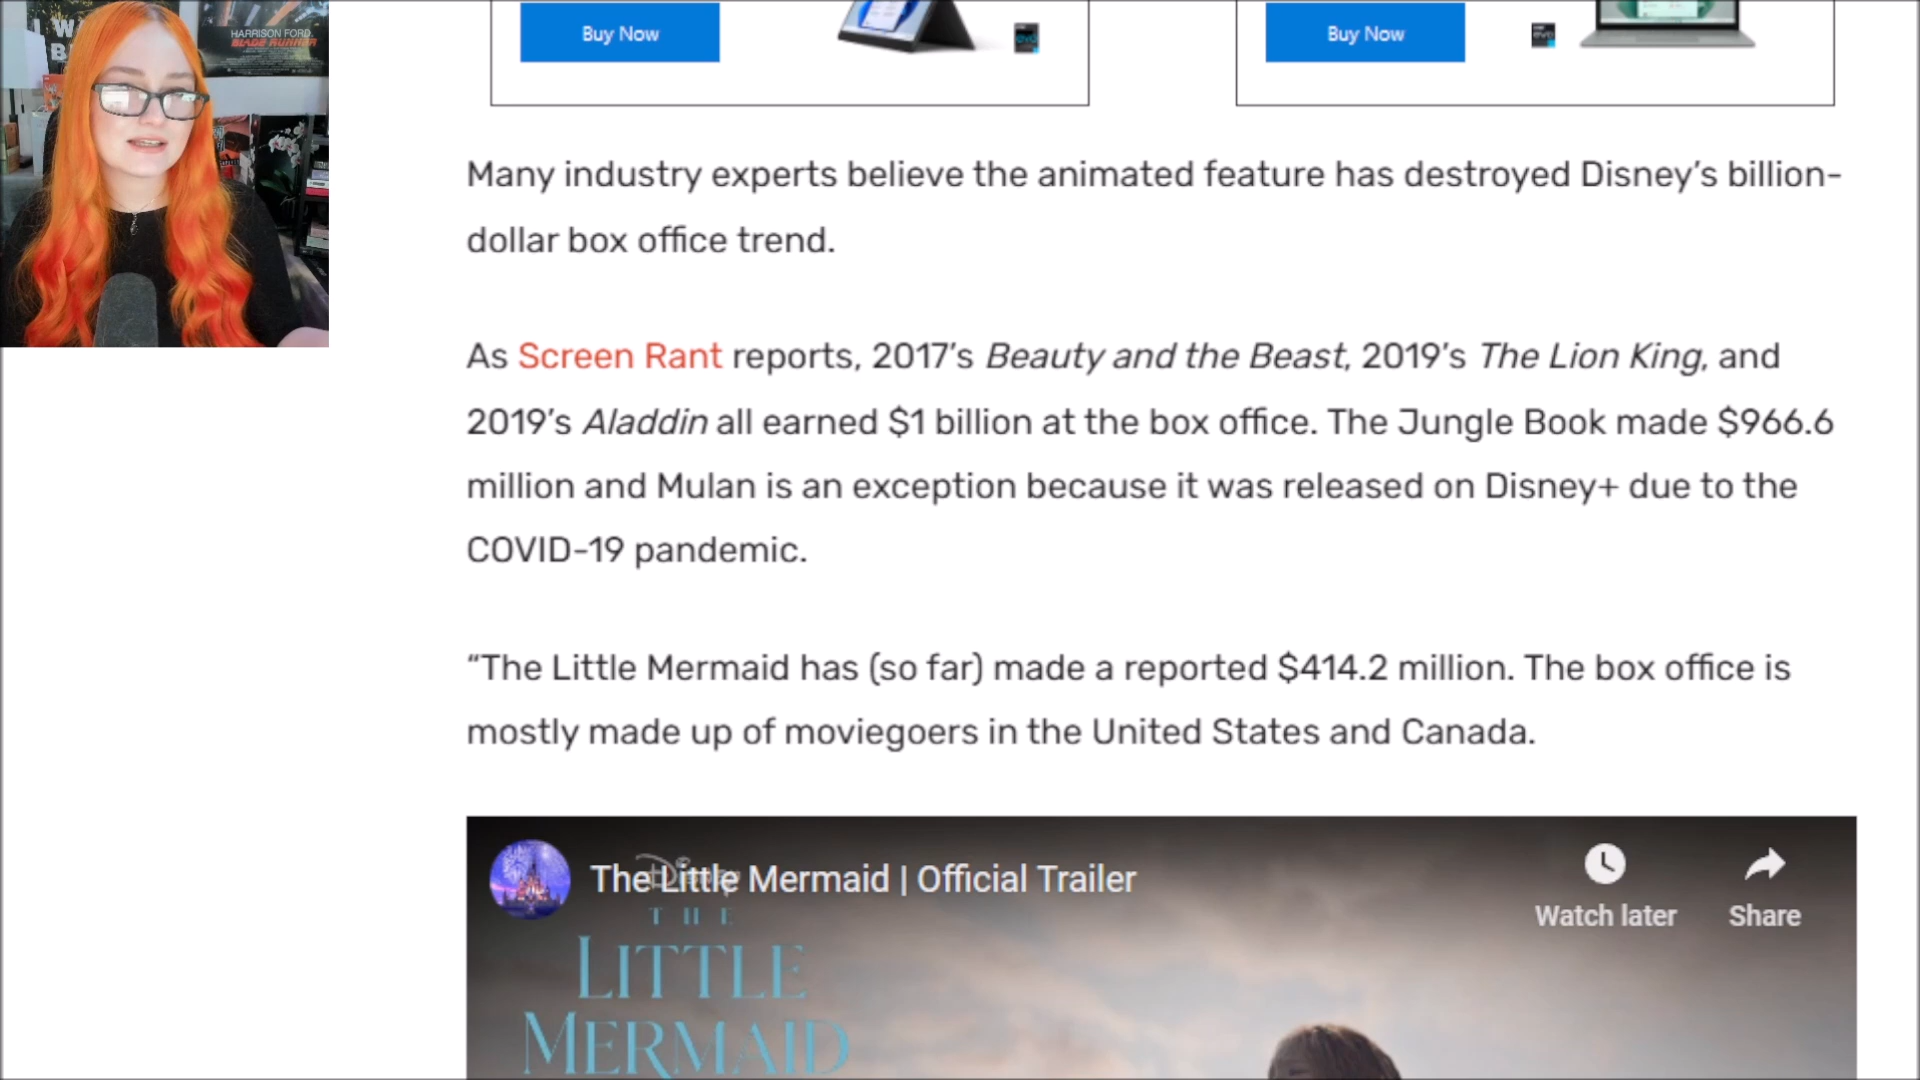 HARRISON FORD
BLADE RUNNER
Buy Now
Buy Now
evo
Many industry experts believe the animated feature has destroyed Disney’s billion-
dollar box office trend.
As Screen Rant reports, 2017’s Beauty and the Beast, 2019’s The Lion King, and
2019’s Aladdin all earned $1 billion at the box office. The Jungle Book made $966.6
million and Mulan is an exception because it was released on Disney+ due to the
COVID-19 pandemic.
“The Little Mermaid has (so far) made a reported $414.2 million. The box office is
mostly made up of moviegoers in the United States and Canada.
The Little Mermaid | Official Trailer
Watch later
Share
Disney
THE
LITTLE
MERMAID